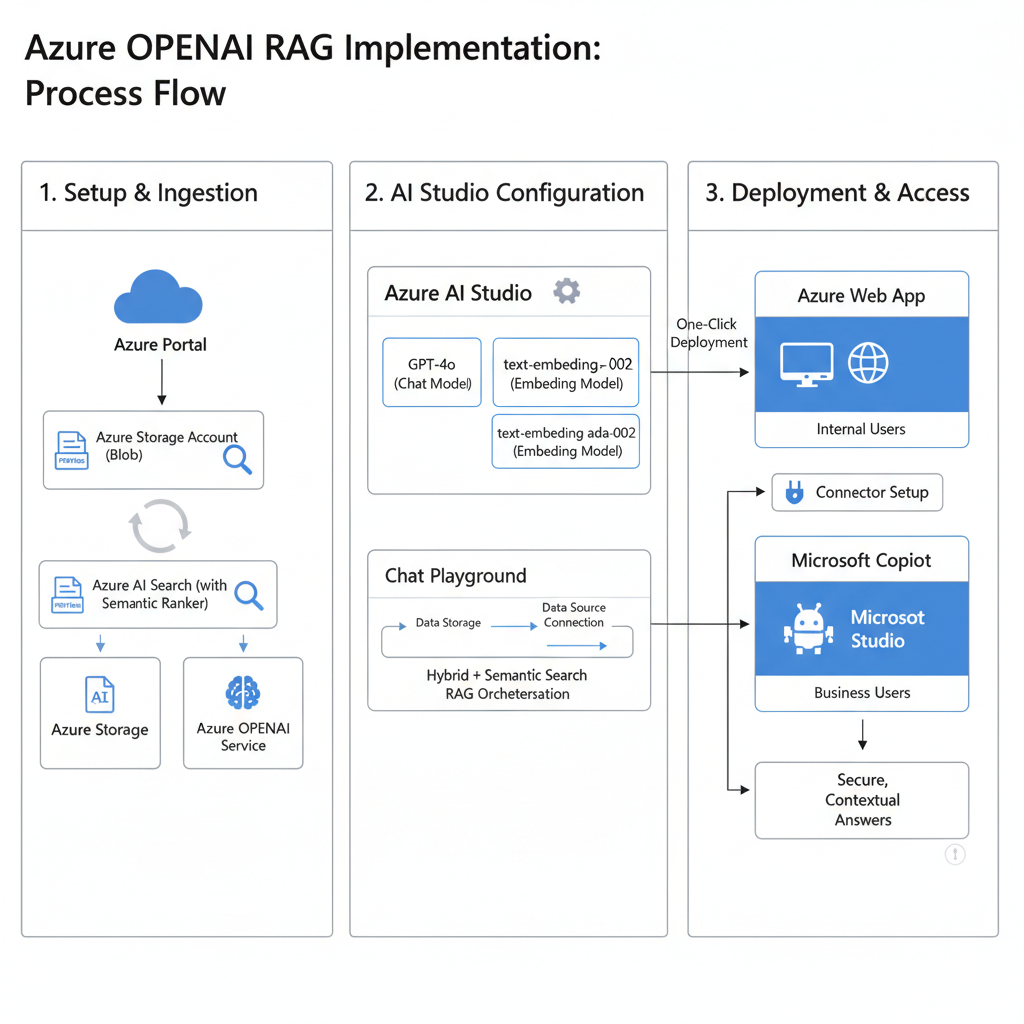 Azure OPENAI RAG Implementation:
Process Flow
1. Setup & Ingestion
Azure Portal
Azure Storage Account
(Blob)
Azure AI Search (with
Semantic Ranker)
AI
Azure Storage
Azure OPENAI
Service
2. AI Studio Configuration
Azure AI Studio
GPT-4o
(Chat Model)
text-embeding-002
(Embeding Model)
text-embeding ada-002
(Embeding Model)
Chat Playground
Data Storage
Data Source
Connection
Hybrid + Semantic Search
RAG Orchetersation
3. Deployment & Access
One-Click
Deployment
Azure Web App
Internal Users
Connector Setup
Microsoft Copiot
Microsot
Studio
Business Users
Secure,
Contextual
Answers